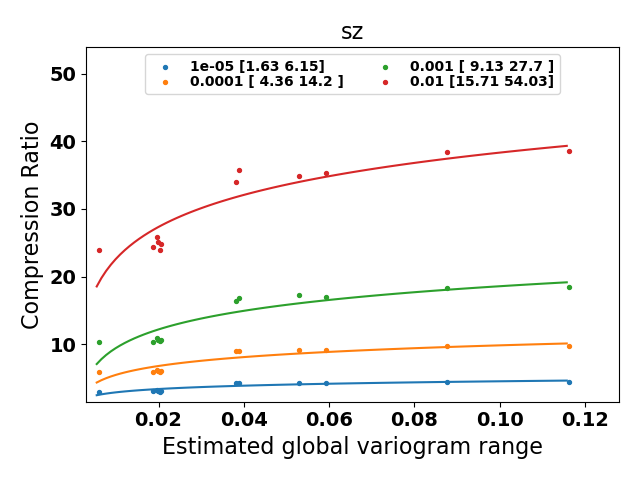 sz
1e-05 [1.63 6.15]
0.0001 [ 4.36 14.2 ]
0.001 [ 9.13 27.7 ]
0.01 [15.71 54.03]
Compression Ratio
50
40
30
20
10
0.02 0.04 0.06 0.08 0.10 0.12
Estimated global variogram range